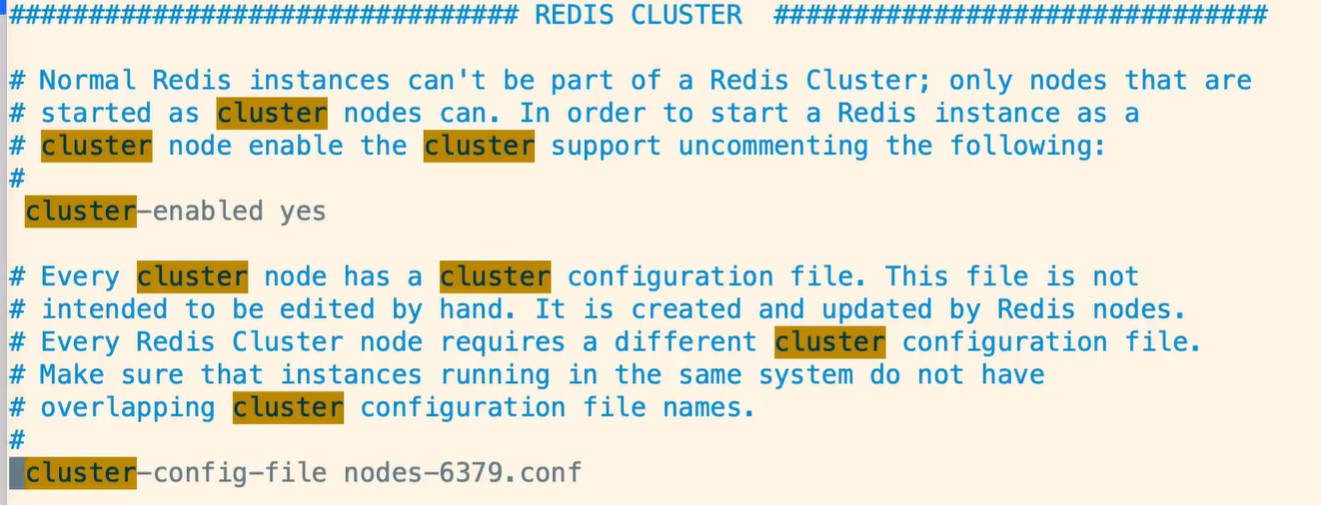 ################################ REDIS CLUSTER  ###############################
# Normal Redis instances can't be part of a Redis Cluster; only nodes that are
# started as cluster nodes can. In order to start a Redis instance as a
# cluster node enable the cluster support uncommenting the following:
#
 cluster-enabled yes
# Every cluster node has a cluster configuration file. This file is not
# intended to be edited by hand. It is created and updated by Redis nodes.
# Every Redis Cluster node requires a different cluster configuration file.
# Make sure that instances running in the same system do not have
# overlapping cluster configuration file names.
#
 cluster-config-file nodes-6379.conf